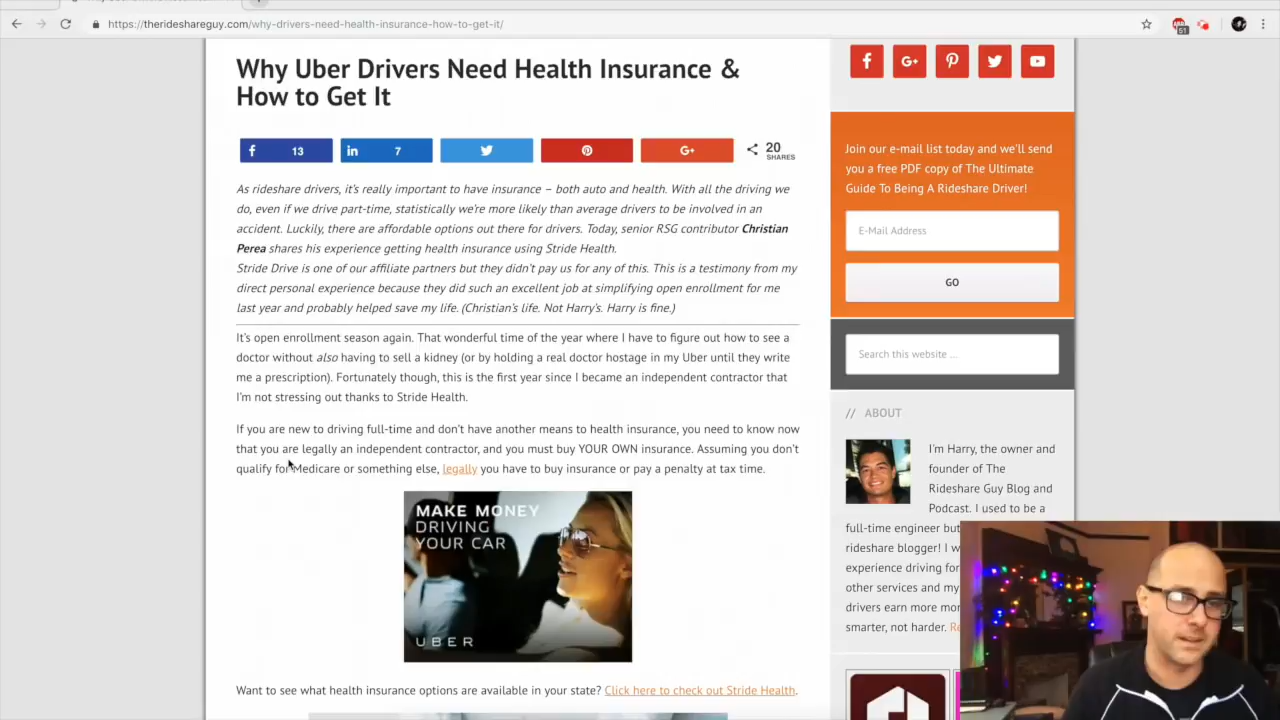 https://therideshareguy.com/why-drivers-need-health-insurance-how-to-get-it/
51
Why Uber Drivers Need Health Insurance &
How to Get It
13
7
20
SHARES
As rideshare drivers, it's really important to have insurance – both auto and health. With all the driving we
do, even if we drive part-time, statistically we're more likely than average drivers to be involved in an
accident. Luckily, there are affordable options out there for drivers. Today, senior RSG contributor Christian
Perea shares his experience getting health insurance using Stride Health.
Stride Drive is one of our affiliate partners but they didn't pay us for any of this. This is a testimony from my
direct personal experience because they did such an excellent job at simplifying open enrollment for me
last year and probably helped save my life. (Christian's life. Not Harry's. Harry is fine.)
It's open enrollment season again. That wonderful time of the year where I have to figure out how to see a
doctor without also having to sell a kidney (or by holding a real doctor hostage in my Uber until they write
me a prescription). Fortunately though, this is the first year since I became an independent contractor that
I'm not stressing out thanks to Stride Health.
If you are new to driving full-time and don't have another means to health insurance, you need to know now
that you are legally an independent contractor, and you must buy YOUR OWN insurance. Assuming you don't
qualify for Medicare or something else, legally you have to buy insurance or pay a penalty at tax time.
MAKE MONEY
DRIVING
YOUR CAR
UBER
Want to see what health insurance options are available in your state? Click here to check out Stride Health.
Join our e-mail list today and we'll send
you a free PDF copy of The Ultimate
Guide To Being A Rideshare Driver!
E-Mail Address
GO
Search this website …
// ABOUT
I'm Harry, the owner and
founder of The
Rideshare Guy Blog and
Podcast. I used to be a
full-time engineer but
rideshare blogger! I w
experience driving for
other services and my
drivers earn more mon
smarter, not harder. Re